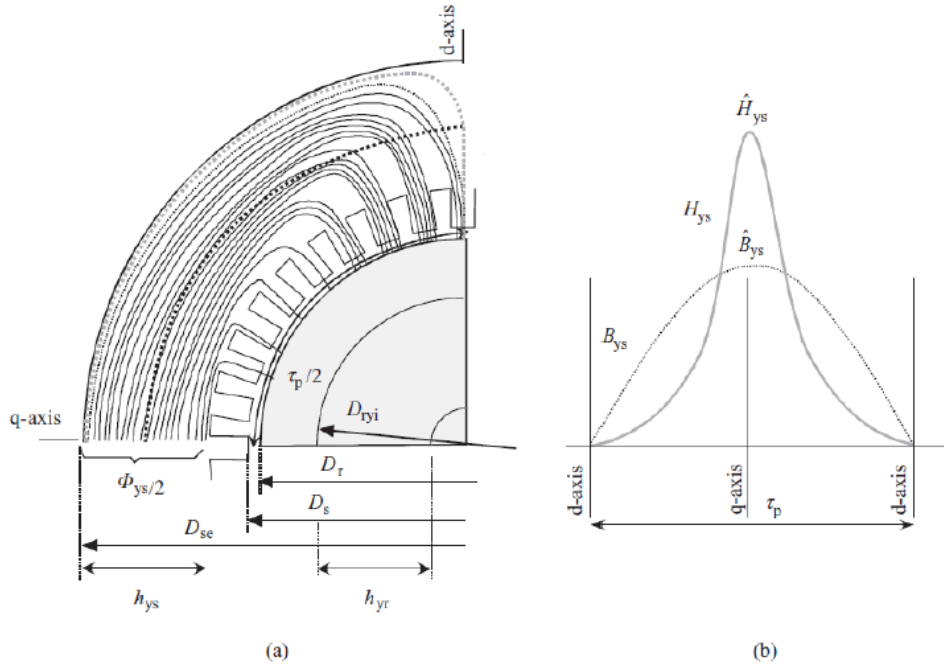 d-axis
q-axis
τp/2
Dryi
Φys/2
Dr
Ds
Dse
hys
hyr
(a)
Ĥys
Hys
B̂ys
Bys
d-axis
q-axis
d-axis
τp
(b)